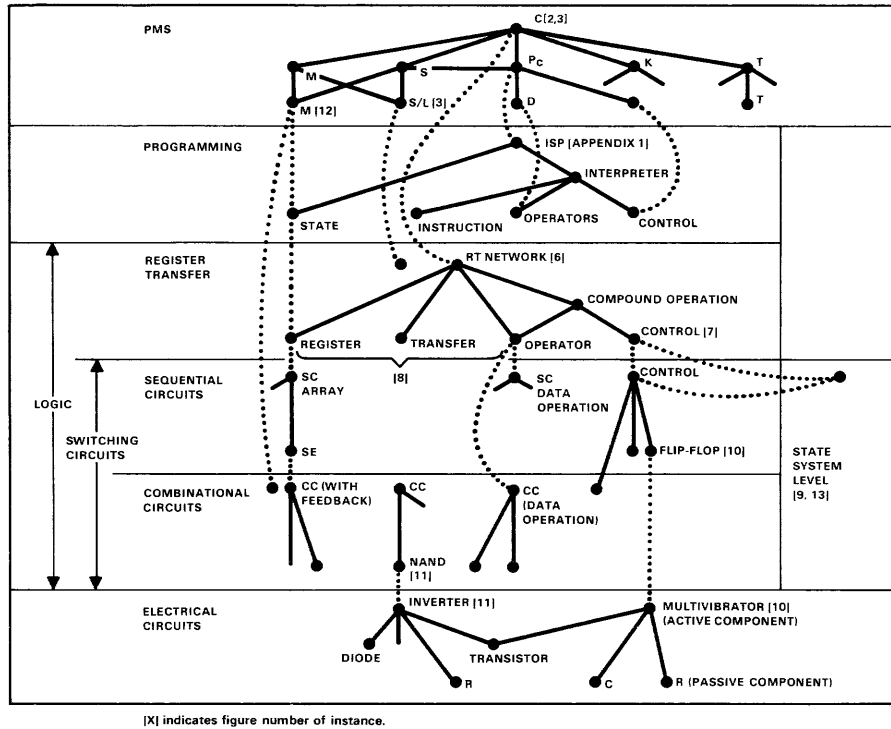 C[2,3]
PMS
M
S
Pc
K
T
M [12]
S/L [3]
D
T
PROGRAMMING
ISP [APPENDIX 1]
INTERPRETER
STATE
INSTRUCTION
OPERATORS
CONTROL
REGISTER
TRANSFER
RT NETWORK [6]
COMPOUND OPERATION
REGISTER
TRANSFER
OPERATOR
CONTROL [7]
[8]
LOGIC
SWITCHING
CIRCUITS
SEQUENTIAL
CIRCUITS
SC
ARRAY
SC
DATA
OPERATION
CONTROL
SE
FLIP-FLOP [10]
STATE
SYSTEM
LEVEL
[9, 13]
COMBINATIONAL
CIRCUITS
CC (WITH
FEEDBACK)
CC
CC
(DATA
OPERATION)
NAND
[11]
ELECTRICAL
CIRCUITS
INVERTER [11]
MULTIVIBRATOR [10]
(ACTIVE COMPONENT)
DIODE
TRANSISTOR
R
C
R (PASSIVE COMPONENT)
[X] indicates figure number of instance.